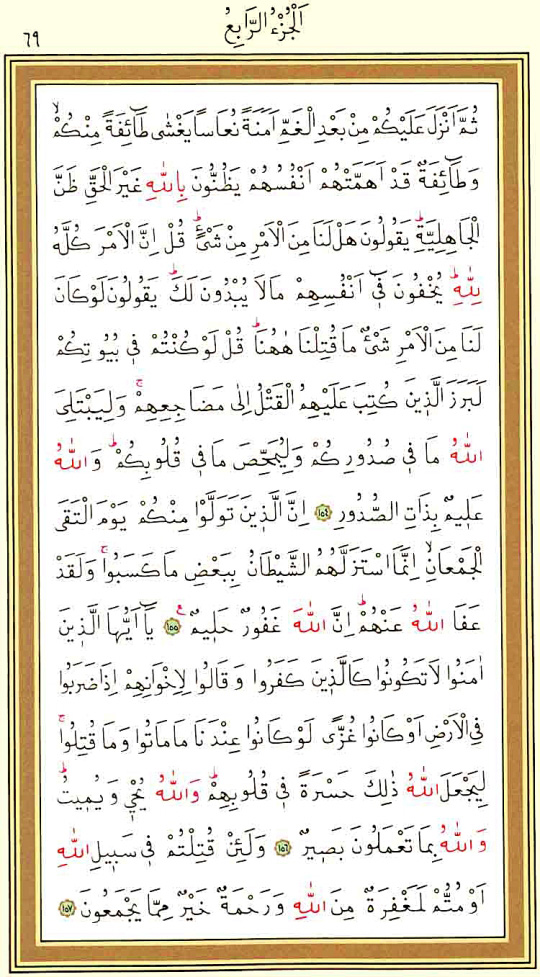 اَلْجُزْءُ الرَّابِعُ
٦٩
ثُمَّ اَنْزَلَ عَلَيْكُمْ مِنْ بَعْدِ الْغَمِّ اَمَنَةً نُعَاسًا يَغْشٰى طَٓائِفَةً مِنْكُمْۙ
وَطَٓائِفَةٌ قَدْ اَهَمَّتْهُمْ اَنْفُسُهُمْ يَظُنُّونَ بِاللّٰهِ غَيْرَ الْحَقِّ ظَنَّ
الْجَاهِلِيَّةِۜ يَقُولُونَ هَلْ لَنَا مِنَ الْاَمْرِ مِنْ شَيْءٍۜ قُلْ اِنَّ الْاَمْرَ كُلَّهُ
لِلّٰهِۜ يُخْفُونَ ف۪ٓي اَنْفُسِهِمْ مَا لَا يُبْدُونَ لَكَۜ يَقُولُونَ لَوْ كَانَ
لَنَا مِنَ الْاَمْرِ شَيْءٌ مَا قُتِلْنَا هٰهُنَاۜ قُلْ لَوْ كُنْتُمْ ف۪ي بُيُوتِكُمْ
لَبَرَزَ الَّذ۪ينَ كُتِبَ عَلَيْهِمُ الْقَتْلُ اِلٰى مَضَاجِعِهِمْۚ وَلِيَبْتَلِيَ
اللّٰهُ مَا ف۪ي صُدُورِكُمْ وَلِيُمَحِّصَ مَا ف۪ي قُلُوبِكُمْۜ وَاللّٰهُ
عَل۪يمٌ بِذَاتِ الصُّدُورِ ١٥٤ اِنَّ الَّذ۪ينَ تَوَلَّوْا مِنْكُمْ يَوْمَ الْتَقَى
الْجَمْعَانِۙ اِنَّمَا اسْتَزَلَّهُمُ الشَّيْطَانُ بِبَعْضِ مَا كَسَبُواۚ وَلَقَدْ
عَفَا اللّٰهُ عَنْهُمْۜ اِنَّ اللّٰهَ غَفُورٌ حَل۪يمٌ۟ ١٥٥ يَٓا اَيُّهَا الَّذ۪ينَ
اٰمَنُوا لَا تَكُونُوا كَالَّذ۪ينَ كَفَرُوا وَقَالُوا لِاِخْوَانِهِمْ اِذَا ضَرَبُوا
فِي الْاَرْضِ اَوْ كَانُوا غُزًّى لَوْ كَانُوا عِنْدَنَا مَا مَاتُوا وَمَا قُتِلُواۚ
لِيَجْعَلَ اللّٰهُ ذٰلِكَ حَسْرَةً ف۪ي قُلُوبِهِمْۜ وَاللّٰهُ يُحْي۪ وَيُم۪يتُۜ
وَاللّٰهُ بِمَا تَعْمَلُونَ بَص۪يرٌ ١٥٦ وَلَئِنْ قُتِلْتُمْ ف۪ي سَب۪يلِ اللّٰهِ
اَوْ مُتُّمْ لَمَغْفِرَةٌ مِنَ اللّٰهِ وَرَحْمَةٌ خَيْرٌ مِمَّا يَجْمَعُونَ ١٥٧